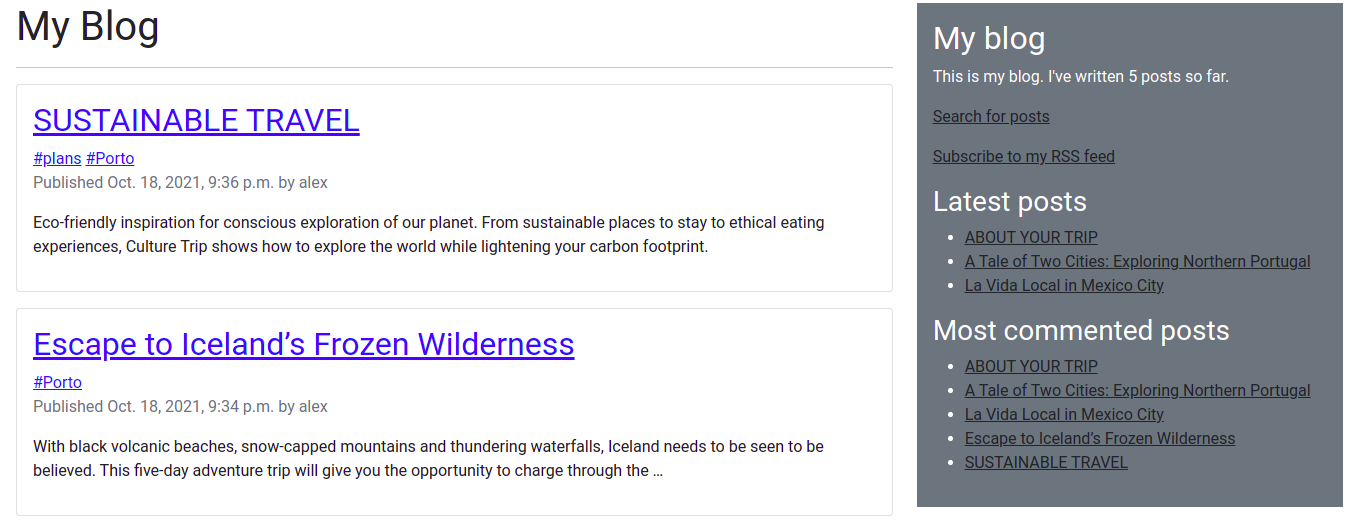 My Blog
SUSTAINABLE TRAVEL
#plans #Porto
Published Oct. 18, 2021, 9:36 p.m. by alex
Eco-friendly inspiration for conscious exploration of our planet. From sustainable places to stay to ethical eating
experiences, Culture Trip shows how to explore the world while lightening your carbon footprint.
Escape to Iceland’s Frozen Wilderness
#Porto
Published Oct. 18, 2021, 9:34 p.m. by alex
With black volcanic beaches, snow-capped mountains and thundering waterfalls, Iceland needs to be seen to be
believed. This five-day adventure trip will give you the opportunity to charge through the …
My blog
This is my blog. I've written 5 posts so far.
Search for posts
Subscribe to my RSS feed
Latest posts
ABOUT YOUR TRIP
A Tale of Two Cities: Exploring Northern Portugal
La Vida Local in Mexico City
Most commented posts
ABOUT YOUR TRIP
A Tale of Two Cities: Exploring Northern Portugal
La Vida Local in Mexico City
Escape to Iceland’s Frozen Wilderness
SUSTAINABLE TRAVEL